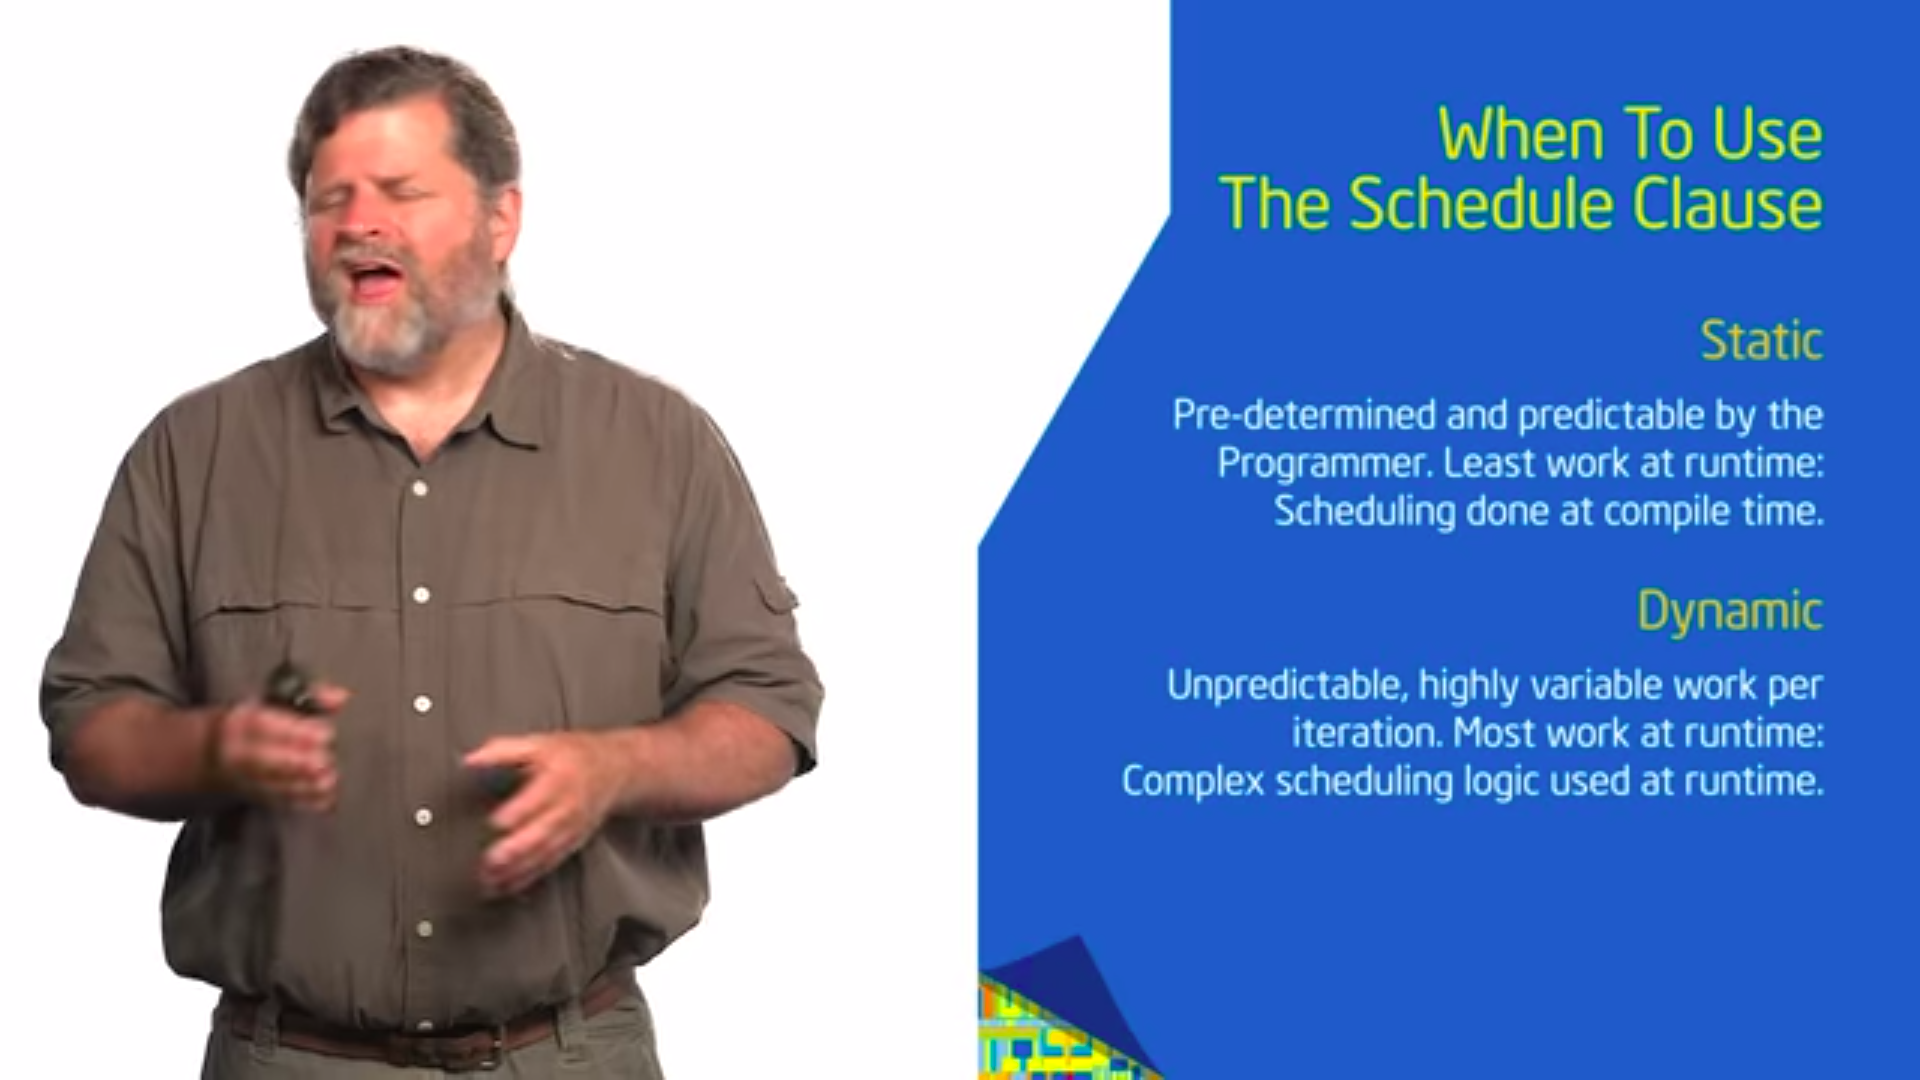 When To Use
The Schedule Clause
Static
Pre-determined and predictable by the
Programmer. Least work at runtime:
Scheduling done at compile time.
Dynamic
Unpredictable, highly variable work per
iteration. Most work at runtime:
Complex scheduling logic used at runtime.